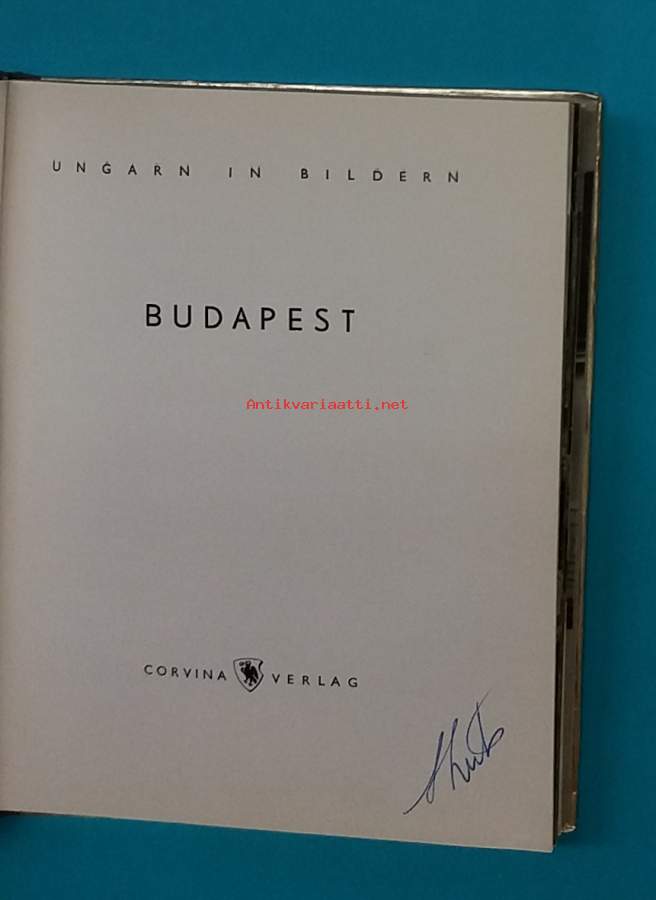 UNGARN IN BILDERN
BUDAPEST
Antikvariaatti.net
CORVINA VERLAG